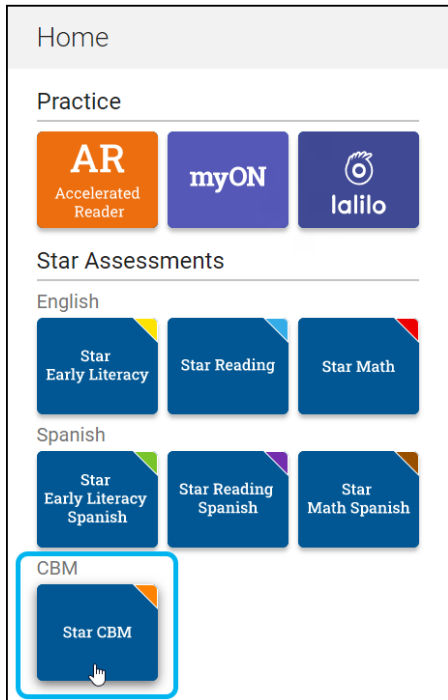 Home
Practice
AR
Accelerated
Reader
myON
lalilo
Star Assessments
English
Star
Early Literacy
Star Reading
Star Math
Spanish
Star
Early Literacy
Spanish
Star Reading
Spanish
Star
Math Spanish
CBM
Star CBM